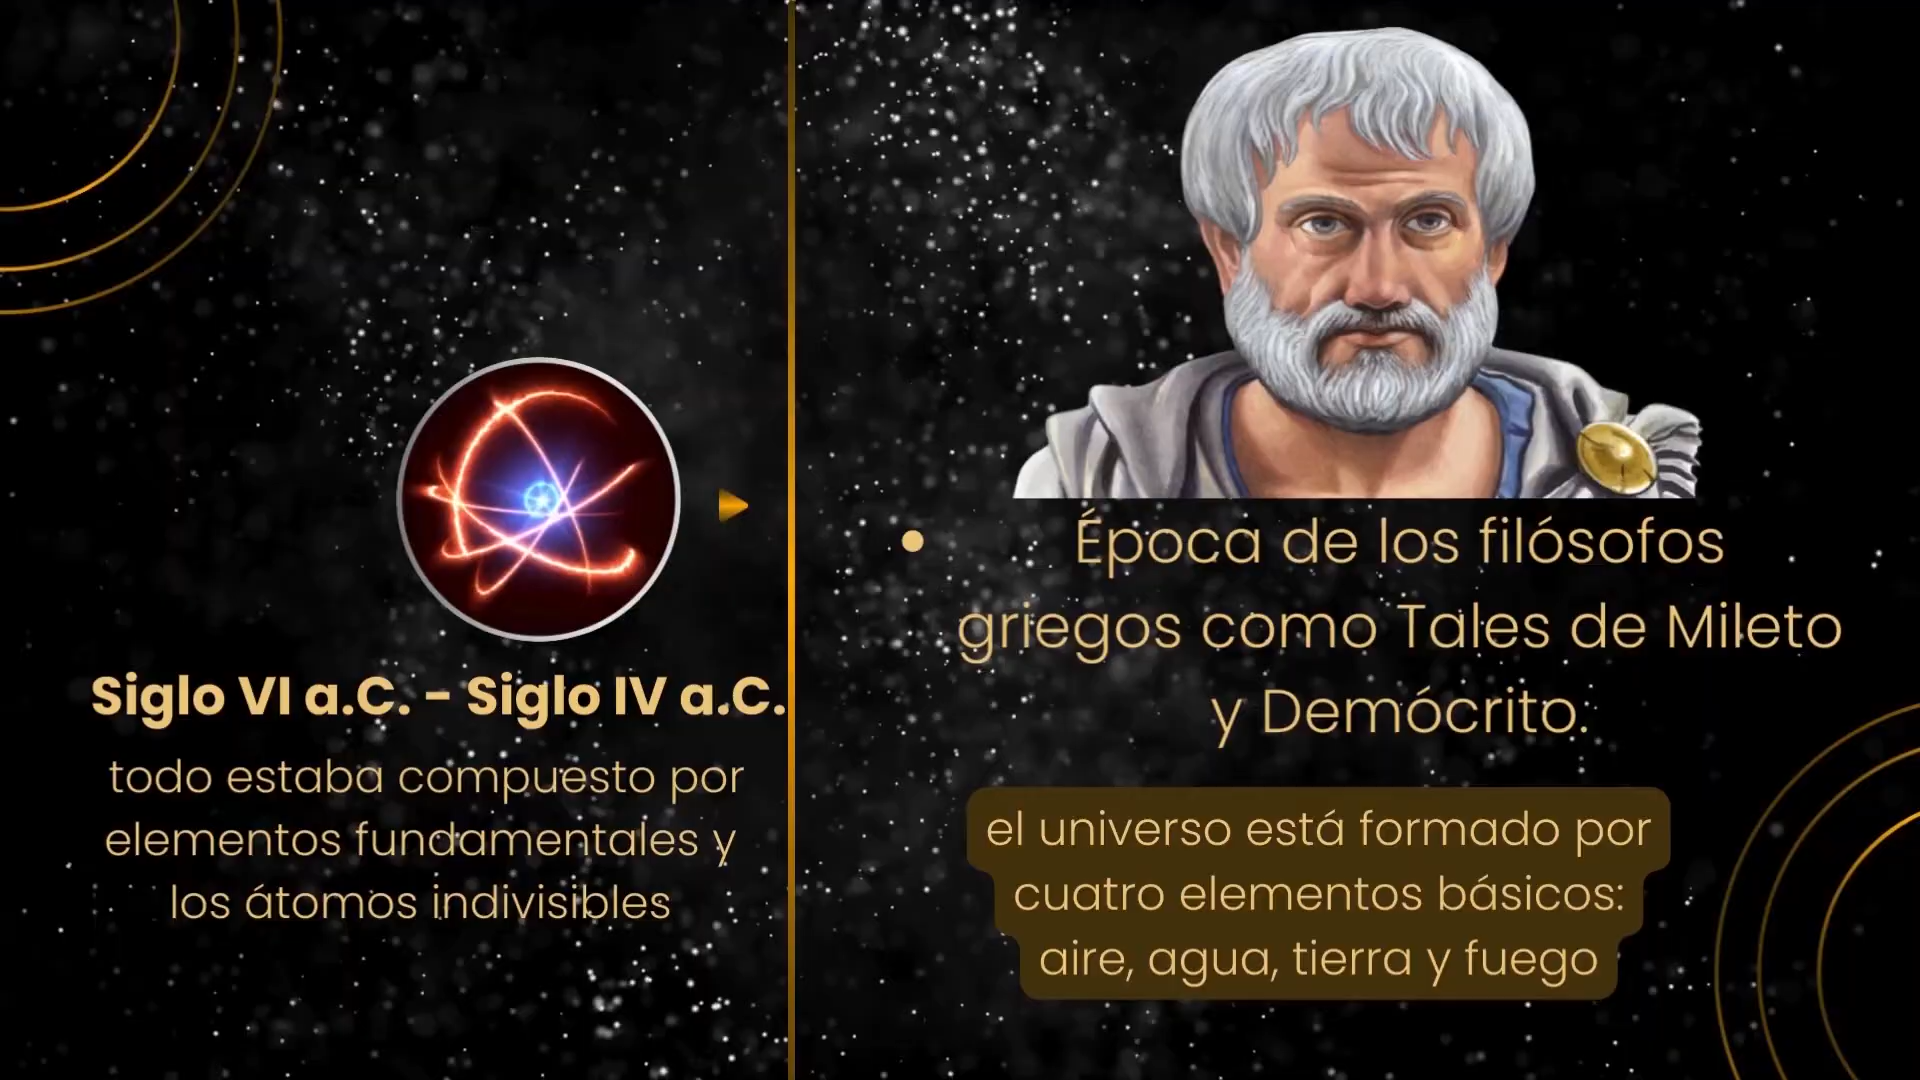 Siglo VI a.C. - Siglo IV a.C.
todo estaba compuesto por
elementos fundamentales y
los átomos indivisibles
• Época de los filósofos
griegos como Tales de Mileto
y Demócrito.
el universo está formado por
cuatro elementos básicos:
aire, agua, tierra y fuego